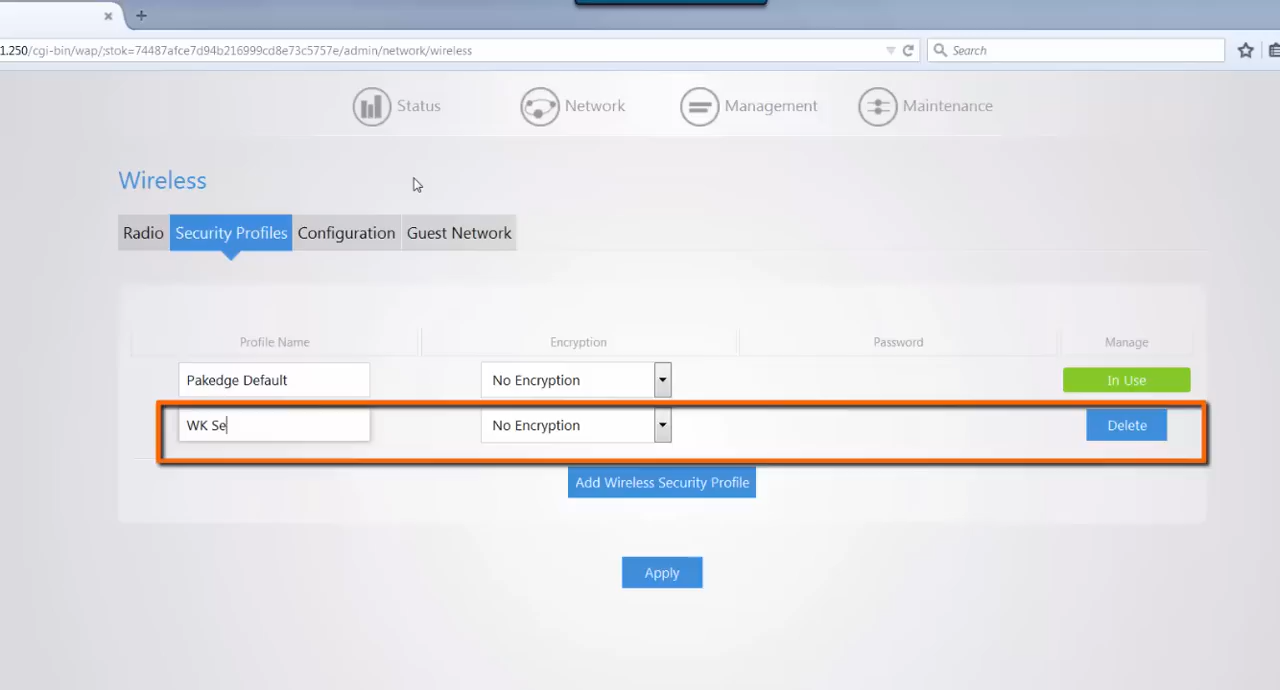 1.250/cgi-bin/wap/;stok=74487afce7d94b216999cd8e73c5757e/admin/network/wireless
Search
Status Network Management Maintenance
Wireless
Radio Security Profiles Configuration Guest Network
Profile Name Encryption Password Manage
Pakedge Default No Encryption In Use
WK Se No Encryption Delete
Add Wireless Security Profile
Apply